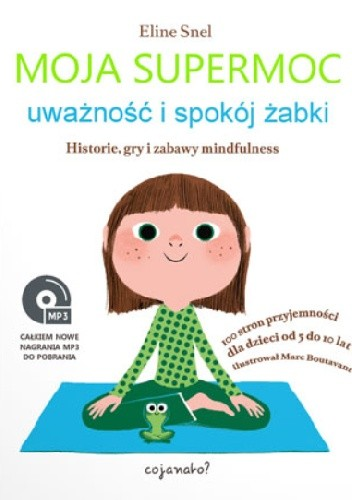 Eline Snel
MOJA SUPERMOC
uważność i spokój żabki
Historie, gry i zabawy mindfulness
MP3
CAŁKIEM NOWE
NAGRANIA MP3
DO POBRANIA
100 stron przyjemności
dla dzieci od 5 do 10 lat
ilustrował Marc Boutavant
cojanato?